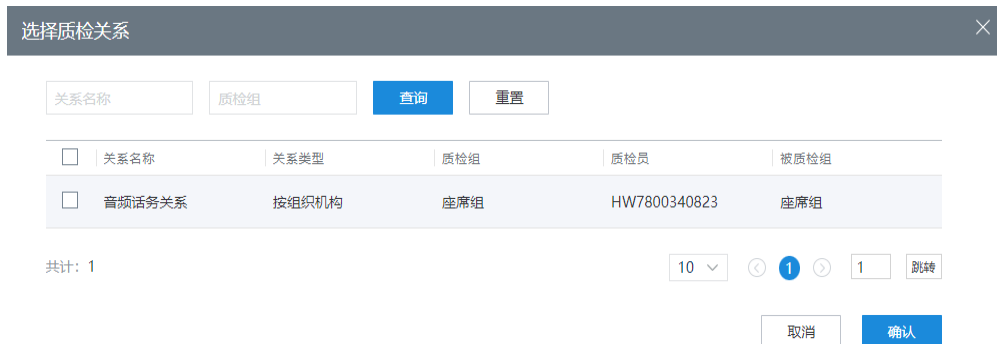 选择质检关系
关系名称 质检组 查询 重置
关系名称 关系类型 质检组 质检员 被质检组
音频话务关系 按组织机构 座席组 HW7800340823 座席组
共计：1 10 1 1 跳转
取消 确认